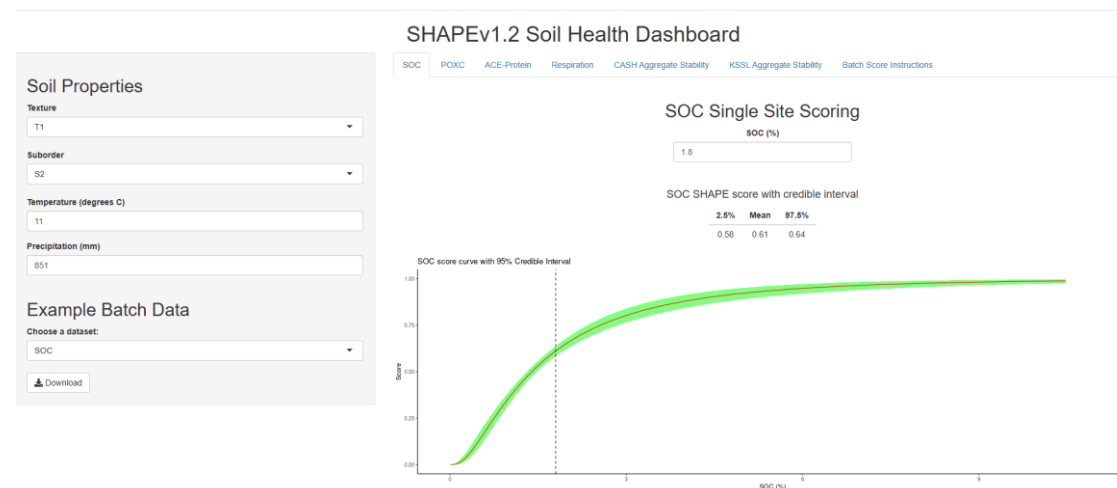 SHAPEv1.2 Soil Health Dashboard
Soil Properties
Texture
T1
Suborder
S2
Temperature (degrees C)
11
Precipitation (mm)
851
Example Batch Data
Choose a dataset:
SOC
Download
SOC POXC ACE-Protein Respiration CASH Aggregate Stability KSSL Aggregate Stability Batch Score Instructions
SOC Single Site Scoring
SOC (%)
1.8
SOC SHAPE score with credible interval
2.5% Mean 97.5%
0.58 0.61 0.64
SOC score curve with 95% Credible Interval
1.00
0.75
0.50
0.25
0.00
Score
0 3 6 9
SOC (%)